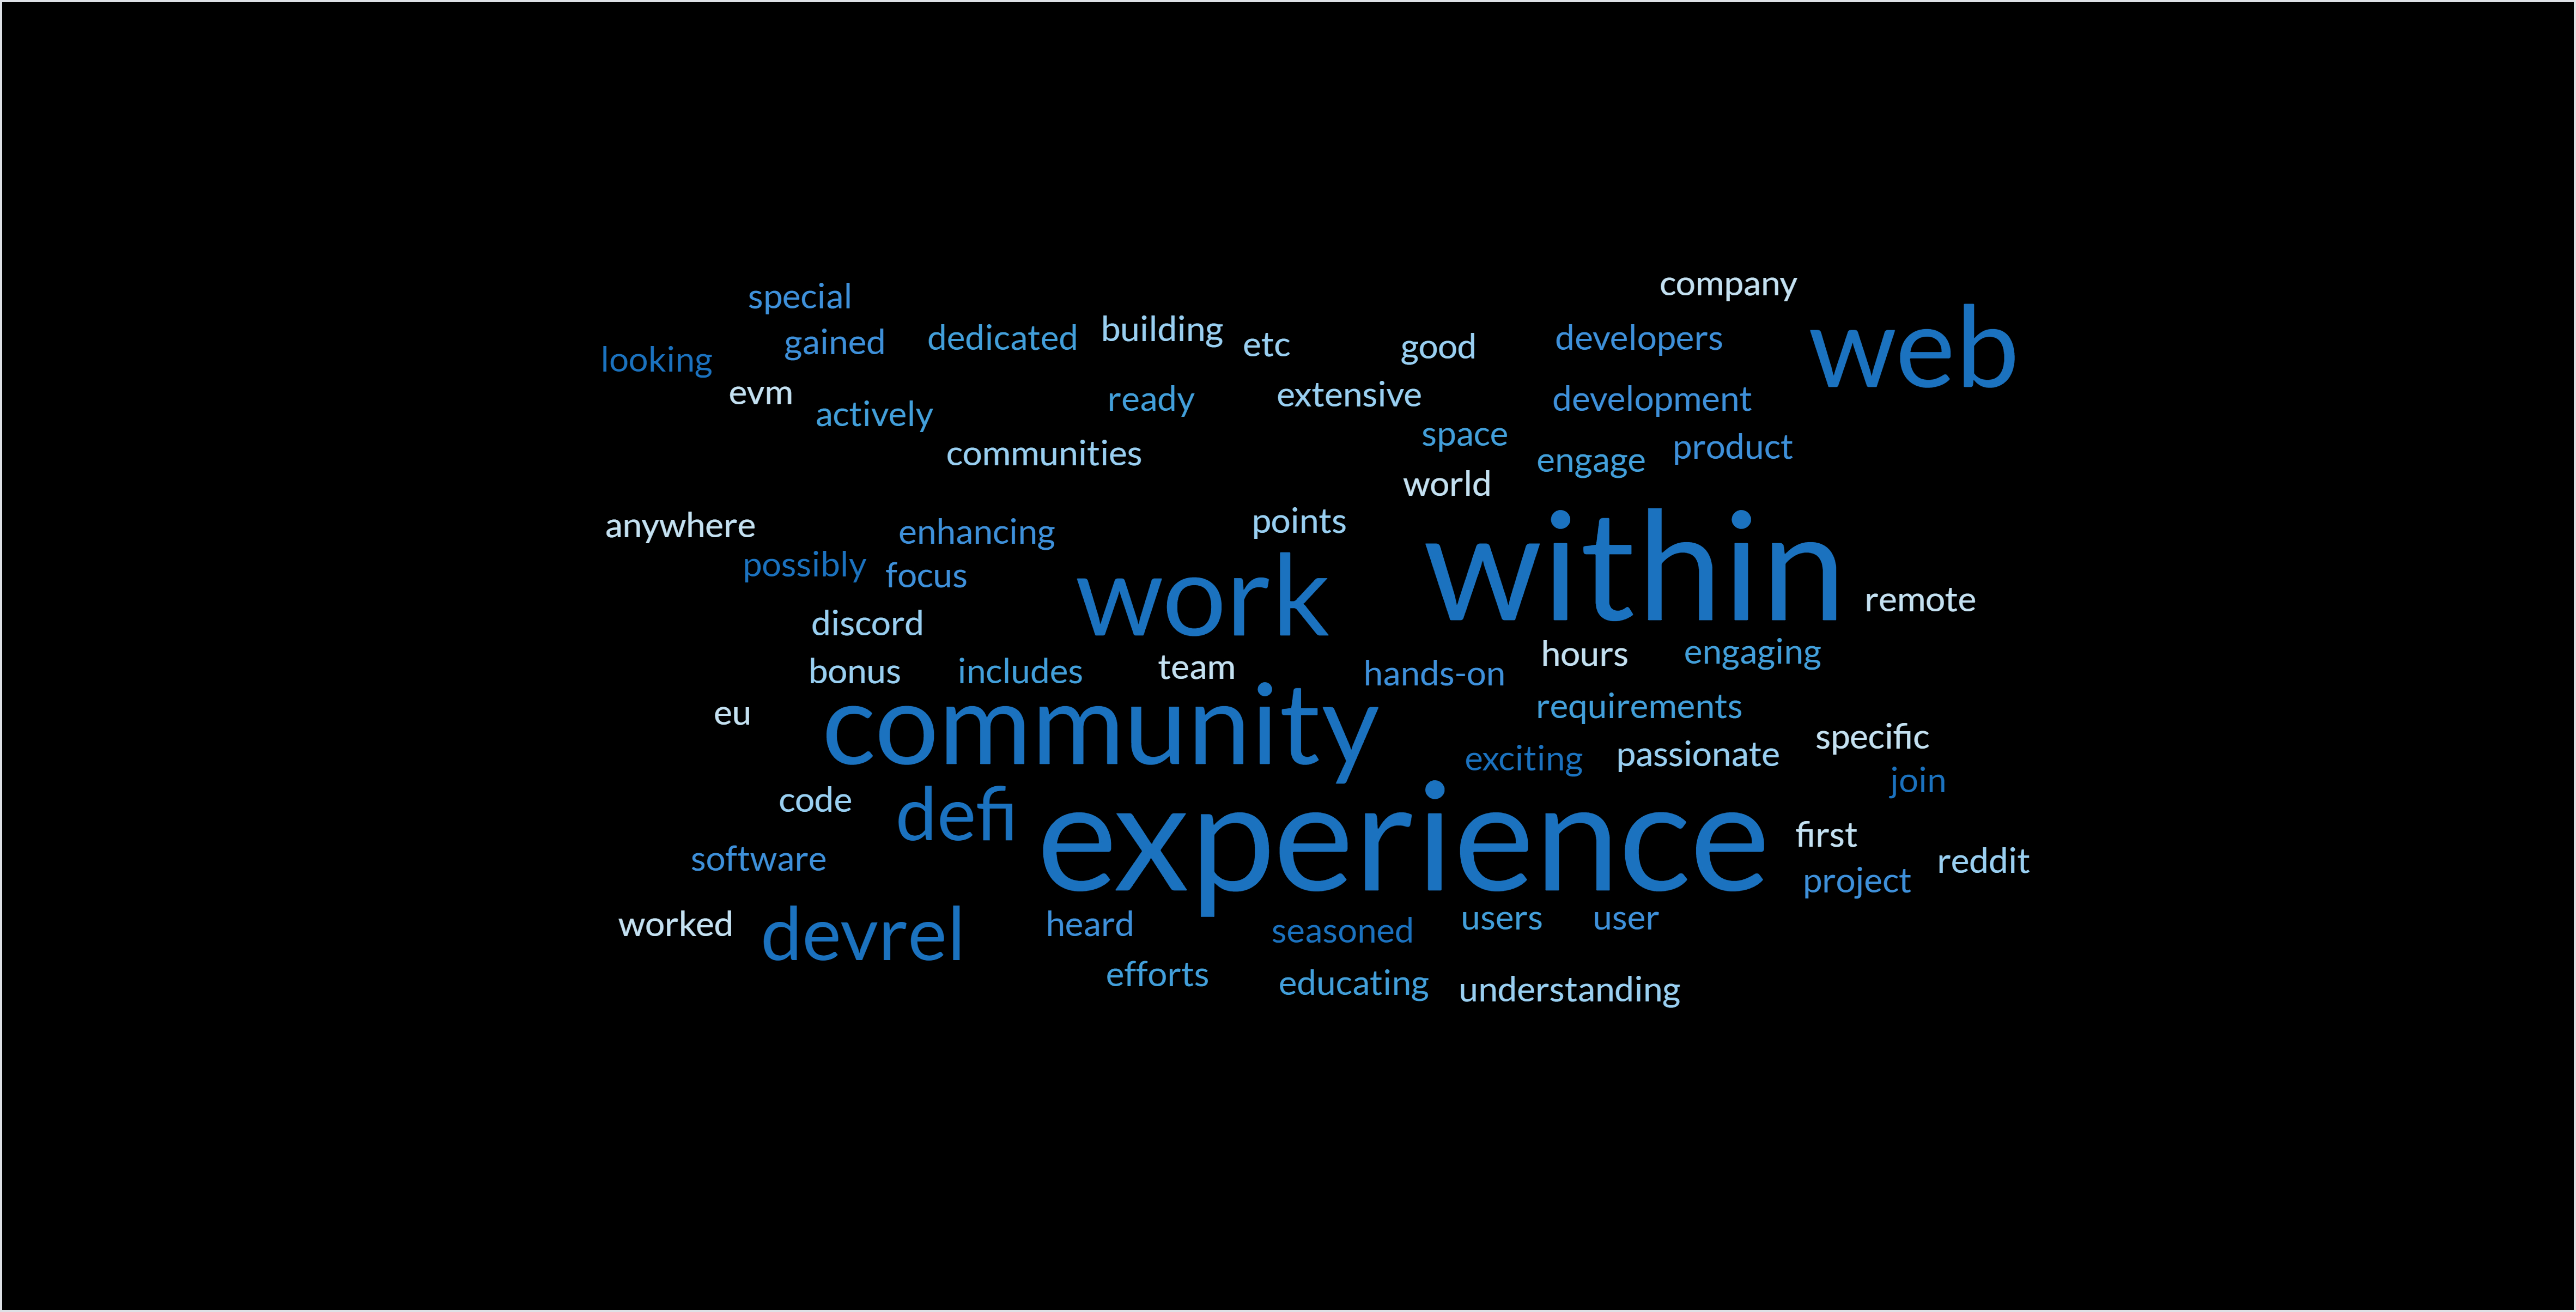 company
special
web
building
developers
dedicated
gained
etc
good
looking
evm
extensive
ready
development
actively
space
product
communities
engage
world
points
anywhere
enhancing
within
possibly
focus
work
remote
discord
hours
engaging
team
bonus
includes
hands-on
requirements
eu
community
specific
passionate
exciting
join
code
defi
experience
first
software
reddit
project
users
user
worked
devrel
heard
seasoned
efforts
educating
understanding